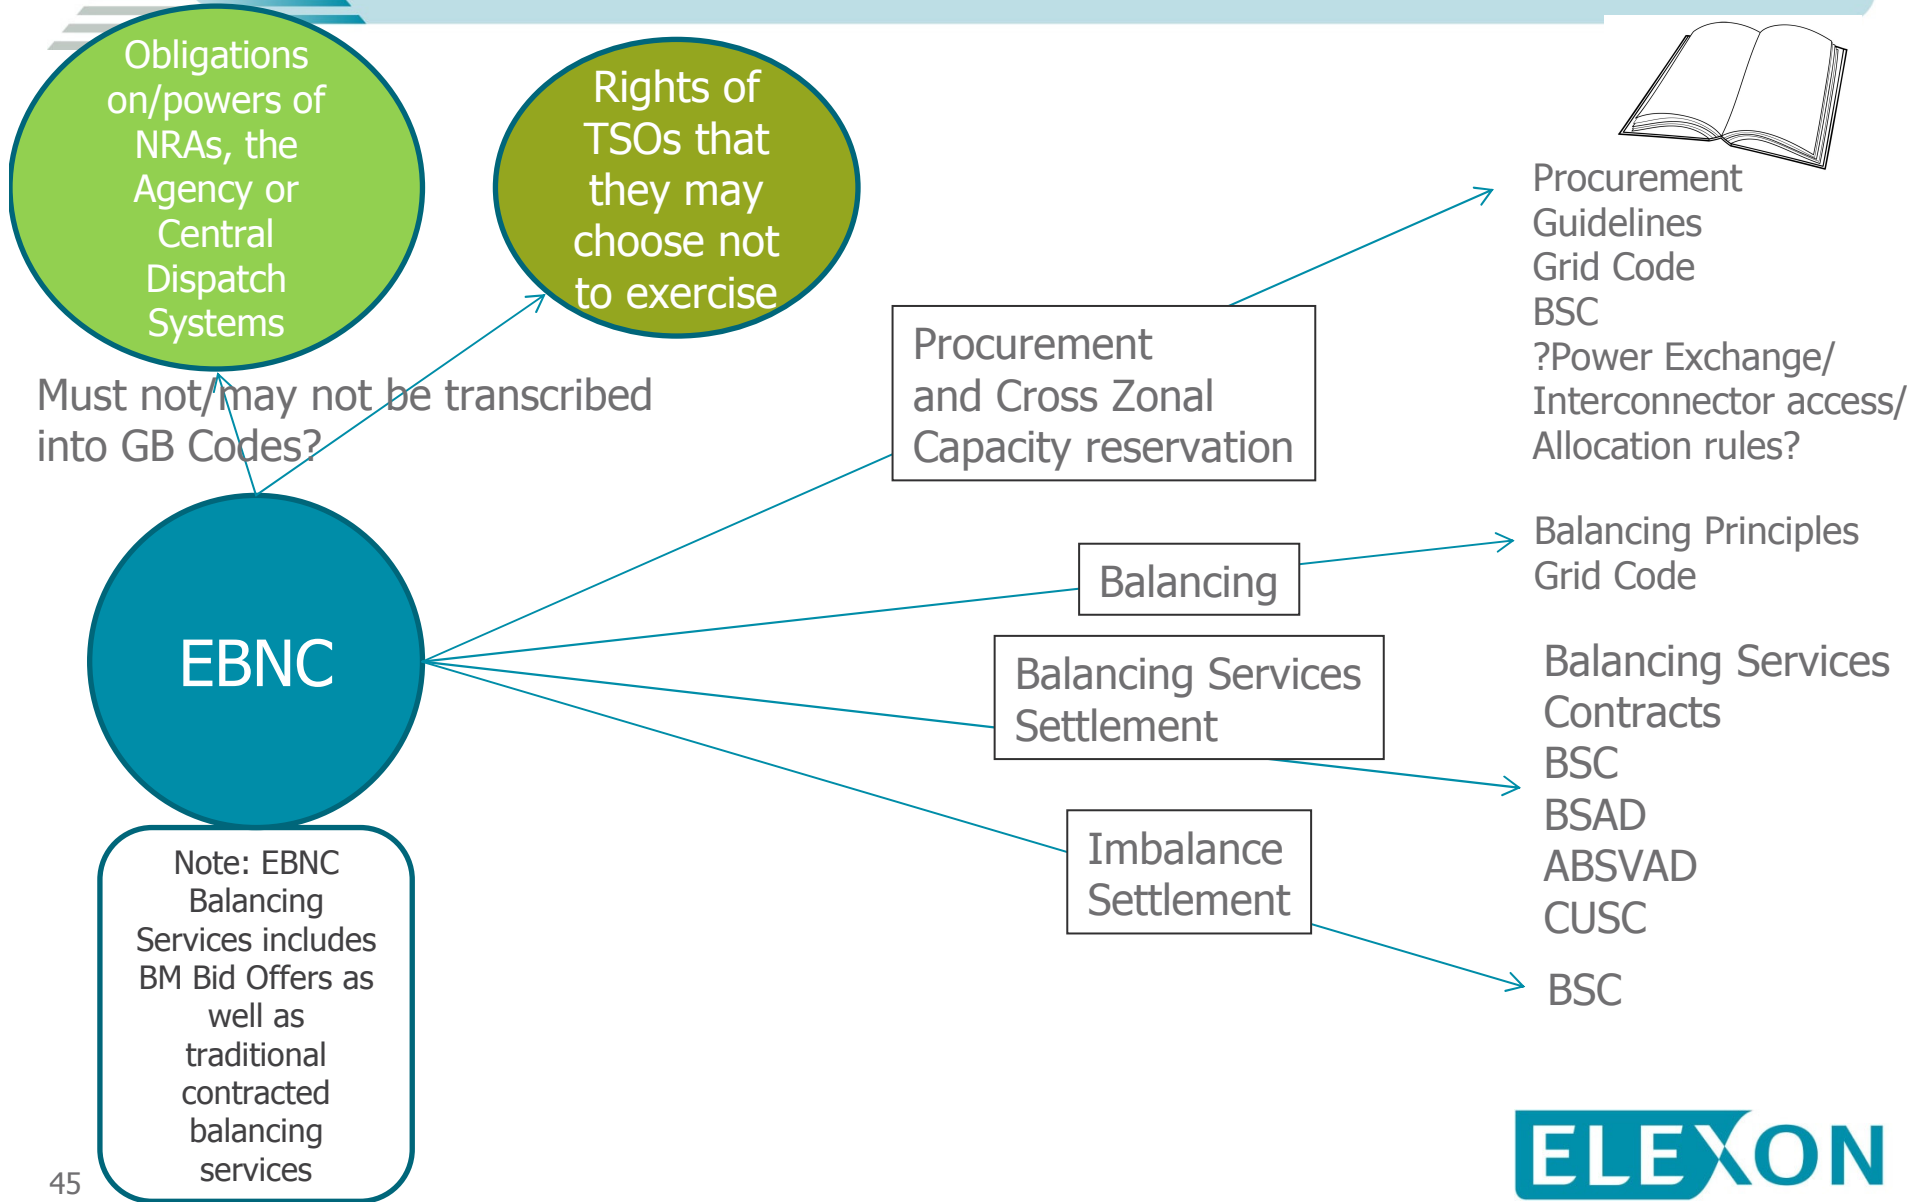 Obligations
on/powers of
NRAs, the
Agency or
Central
Dispatch
Systems
Rights of
TSOs that
they may
choose not
to exercise
Must not/may not be transcribed
into GB Codes?
EBNC
Note: EBNC
Balancing
Services includes
BM Bid Offers as
well as
traditional
contracted
balancing
services
Procurement
and Cross Zonal
Capacity reservation
Balancing
Balancing Services
Settlement
Imbalance
Settlement
Procurement
Guidelines
Grid Code
BSC
?Power Exchange/
Interconnector access/
Allocation rules?
Balancing Principles
Grid Code
Balancing Services
Contracts
BSC
BSAD
ABSVAD
CUSC
BSC
45
ELEXON